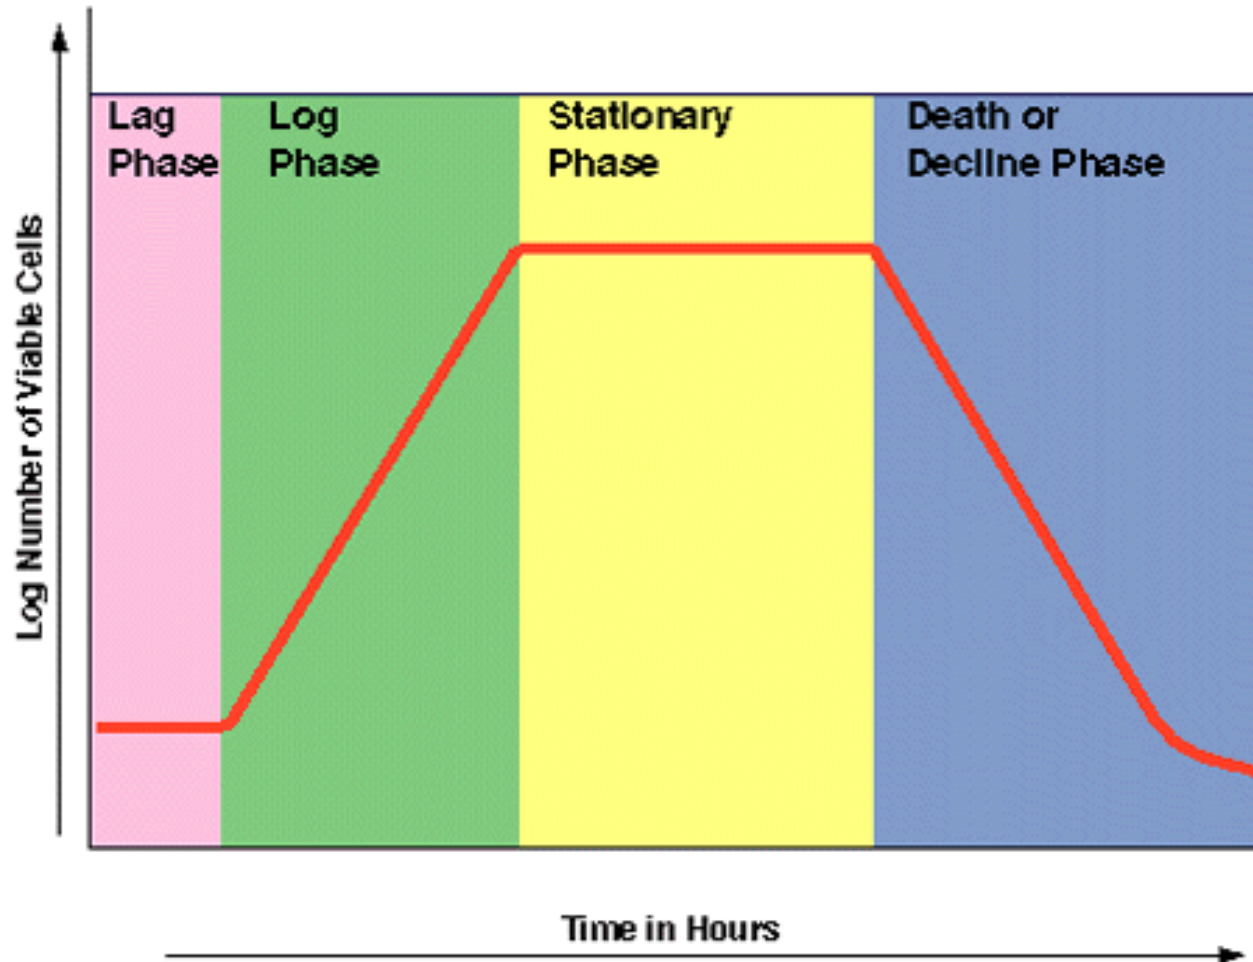 Lag
Phase
Log
Phase
Stationary
Phase
Death or
Decline Phase
Log Number of Viable Cells
Time in Hours